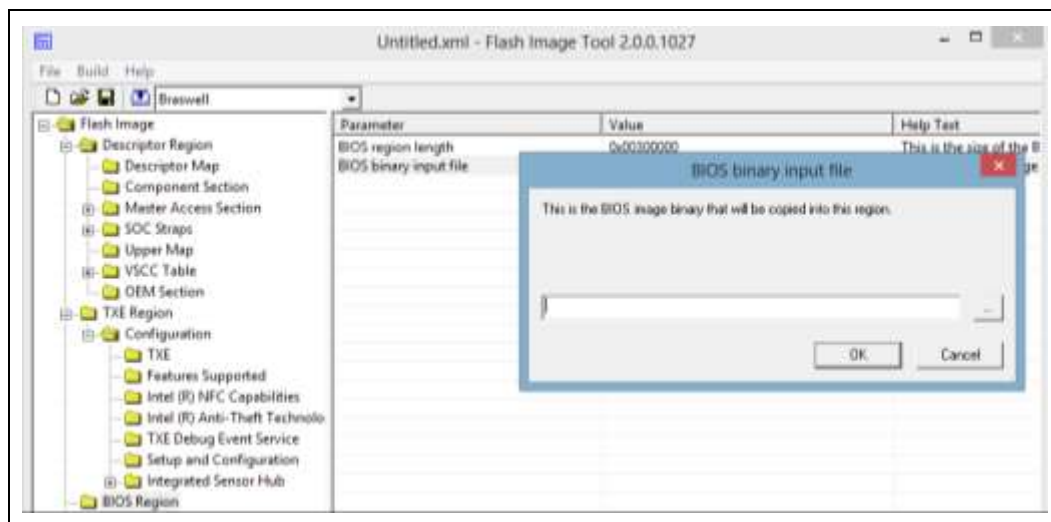 Untitled.xml - Flash Image Tool 2.0.0.1027
File Build Help
Braswell
Flash Image
Descriptor Region
Descriptor Map
Component Section
Master Access Section
SOC Straps
Upper Map
VSCC Table
OEM Section
TXE Region
Configuration
TXE
Features Supported
Intel (R) NFC Capabilities
Intel (R) Anti-Theft Technolo
TXE Debug Event Service
Setup and Configuration
Integrated Sensor Hub
BIOS Region
Parameter Value Help Text
BIOS region length 0x00300000 This is the size of the B
BIOS binary input file ge
BIOS binary input file
This is the BIOS image binary that will be copied into this region.
...
OK Cancel